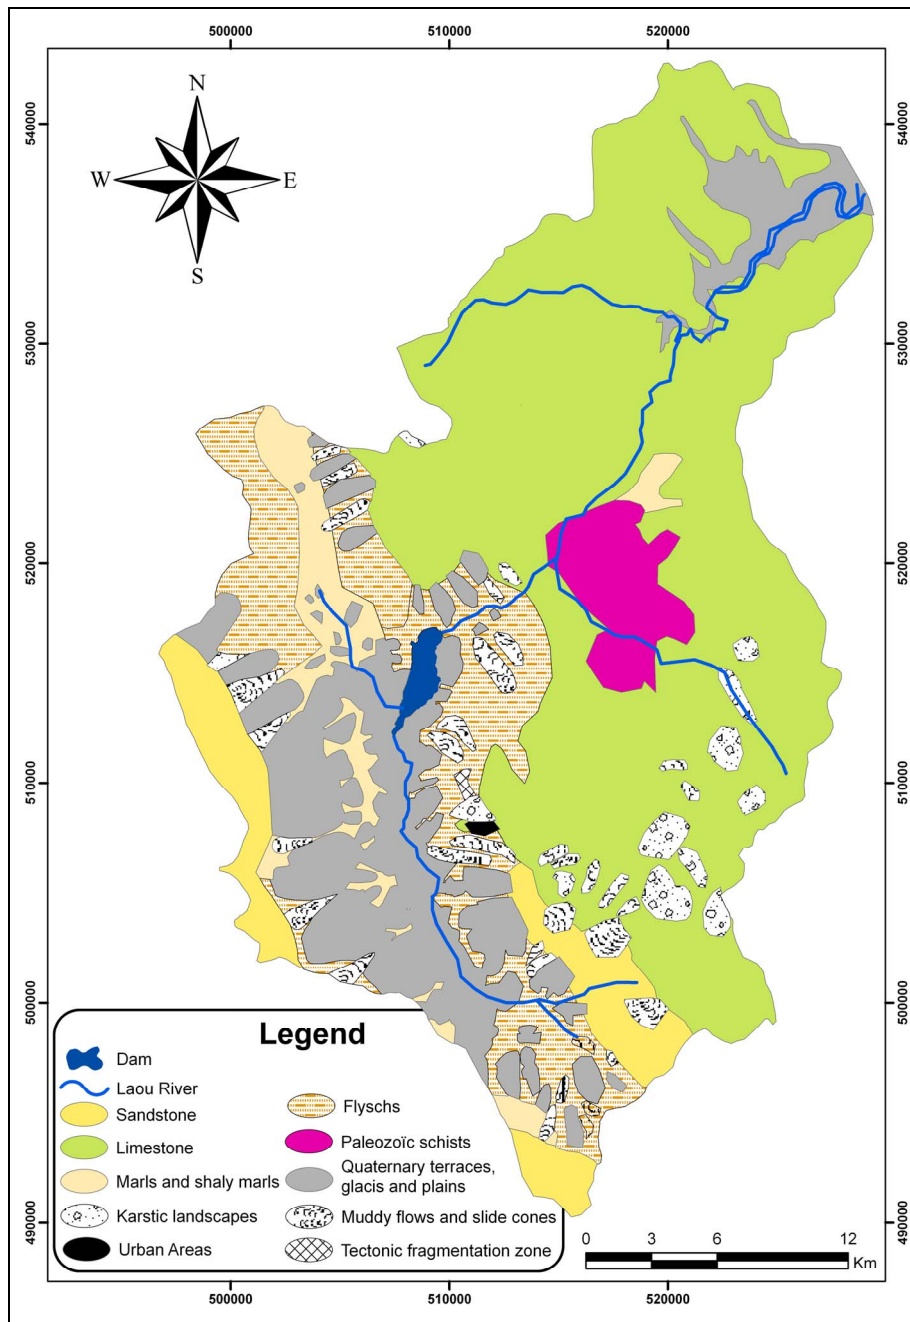 500000 510000 520000
N
W E
S
540000 540000
530000 530000
520000 520000
510000 510000
500000 500000
490000 490000
Legend
Dam
Laou River
Sandstone
Limestone
Marls and shaly marls
Karstic landscapes
Urban Areas
Flyschs
Paleozoïc schists
Quaternary terraces,
glacis and plains
Muddy flows and slide cones
Tectonic fragmentation zone
0 3 6 12
Km
500000 510000 520000